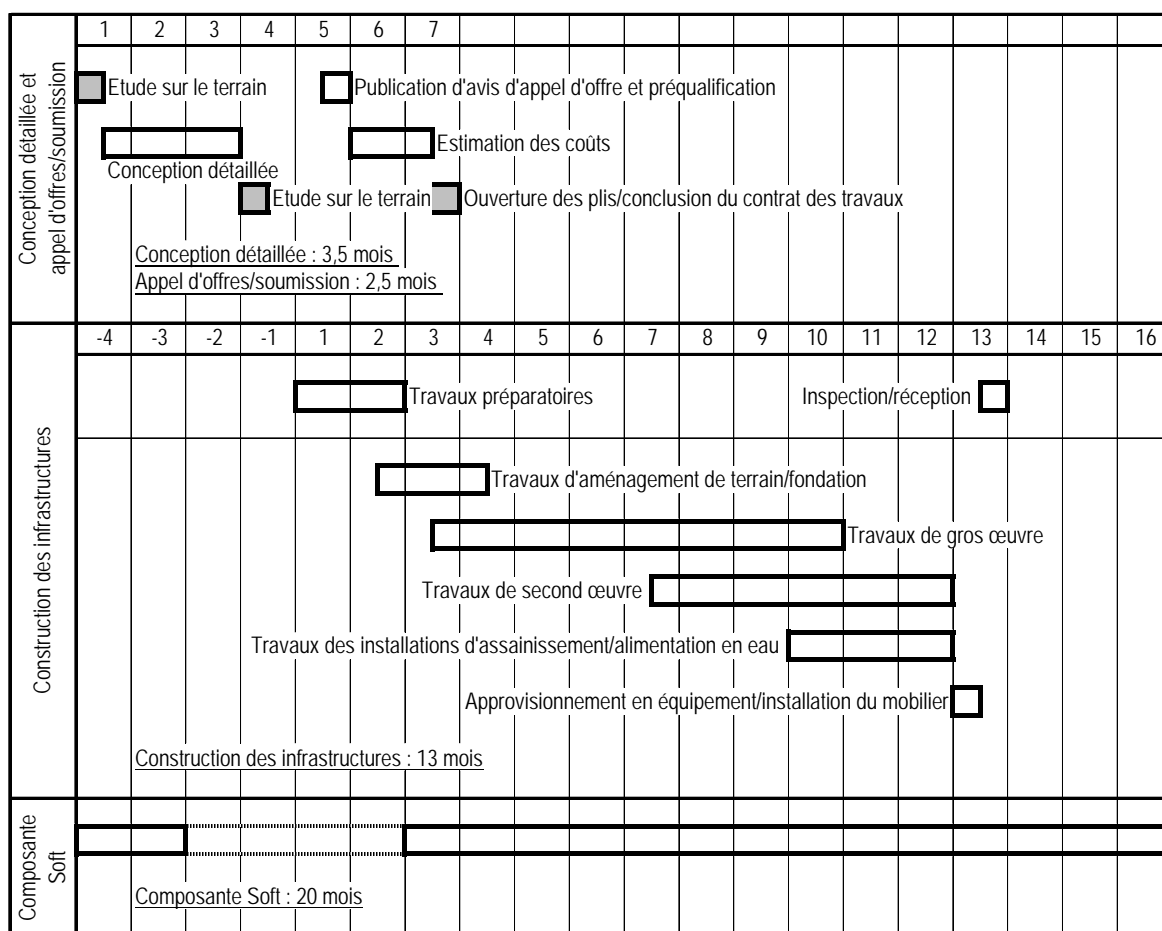 Conception détaillée et
appel d'offres/soumission
1 2 3 4 5 6 7
Etude sur le terrain
Publication d'avis d'appel d'offre et préqualification
Estimation des coûts
Conception détaillée
Etude sur le terrain
Ouverture des plis/conclusion du contrat des travaux
Conception détaillée : 3,5 mois
Appel d'offres/soumission : 2,5 mois
Construction des infrastructures
-4 -3 -2 -1 1 2 3 4 5 6 7 8 9 10 11 12 13 14 15 16
Travaux préparatoires
Inspection/réception
Travaux d'aménagement de terrain/fondation
Travaux de gros œuvre
Travaux de second œuvre
Travaux des installations d'assainissement/alimentation en eau
Approvisionnement en équipement/installation du mobilier
Construction des infrastructures : 13 mois
Composante
Soft
Composante Soft : 20 mois